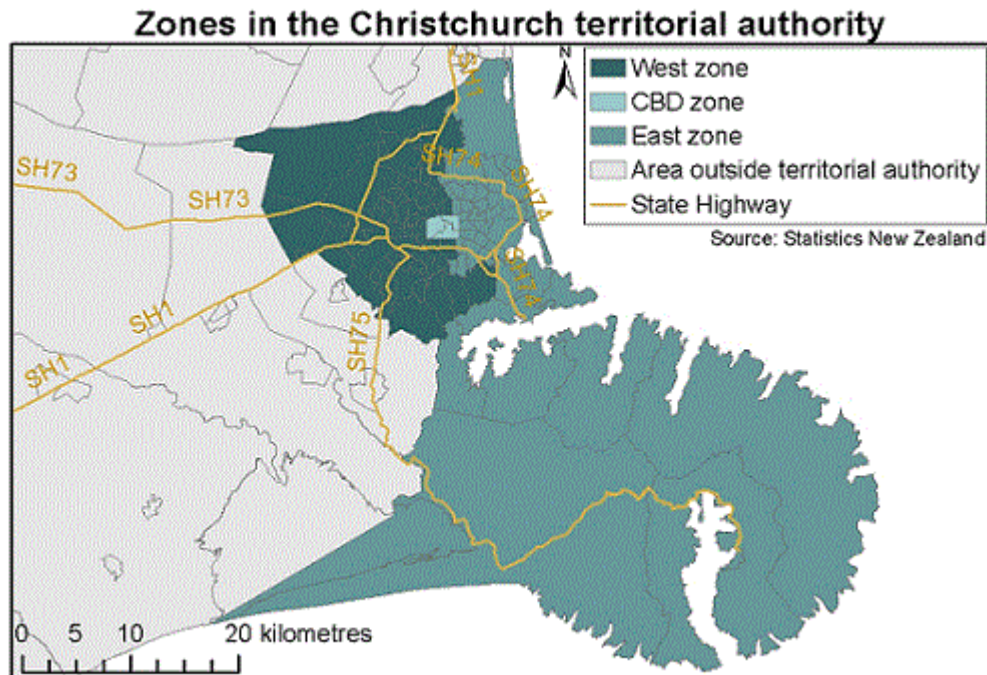 Zones in the Christchurch territorial authority
N
West zone
CBD zone
East zone
Area outside territorial authority
State Highway
Source: Statistics New Zealand
SH1
SH73
SH73
SH74
SH74
SH74
SH1
SH1
SH75
0 5 10 20 kilometres